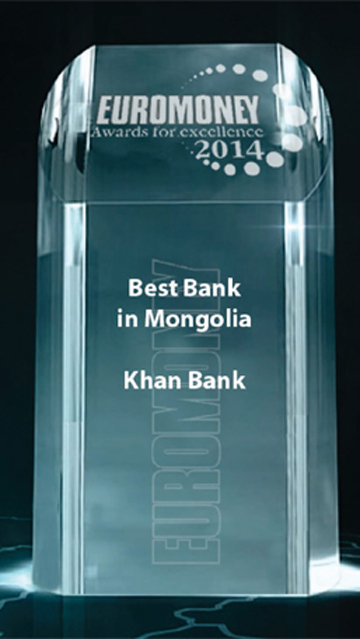 EUROMONEY
Awards for excellence
2014
Best Bank
in Mongolia
Khan Bank
EUROMONEY